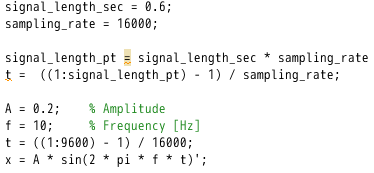 signal_length_sec = 0.6;
sampling_rate = 16000;
signal_length_pt = signal_length_sec * sampling_rate
t =  ((1:signal_length_pt) - 1) / sampling_rate;
A = 0.2;    % Amplitude
f = 10;     % Frequency [Hz]
t = ((1:9600) - 1) / 16000;
x = A * sin(2 * pi * f * t)';